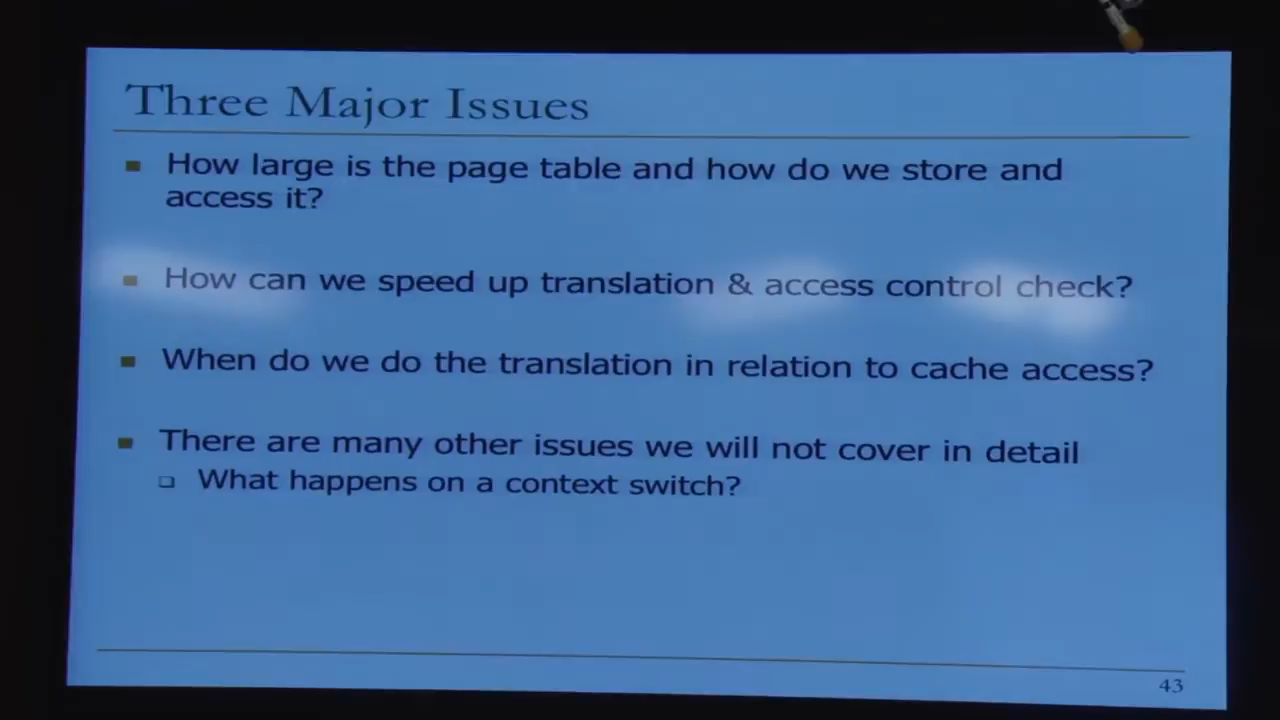 Three Major Issues
How large is the page table and how do we store and
access it?
How can we speed up translation & access control check?
When do we do the translation in relation to cache access?
There are many other issues we will not cover in detail
What happens on a context switch?
43